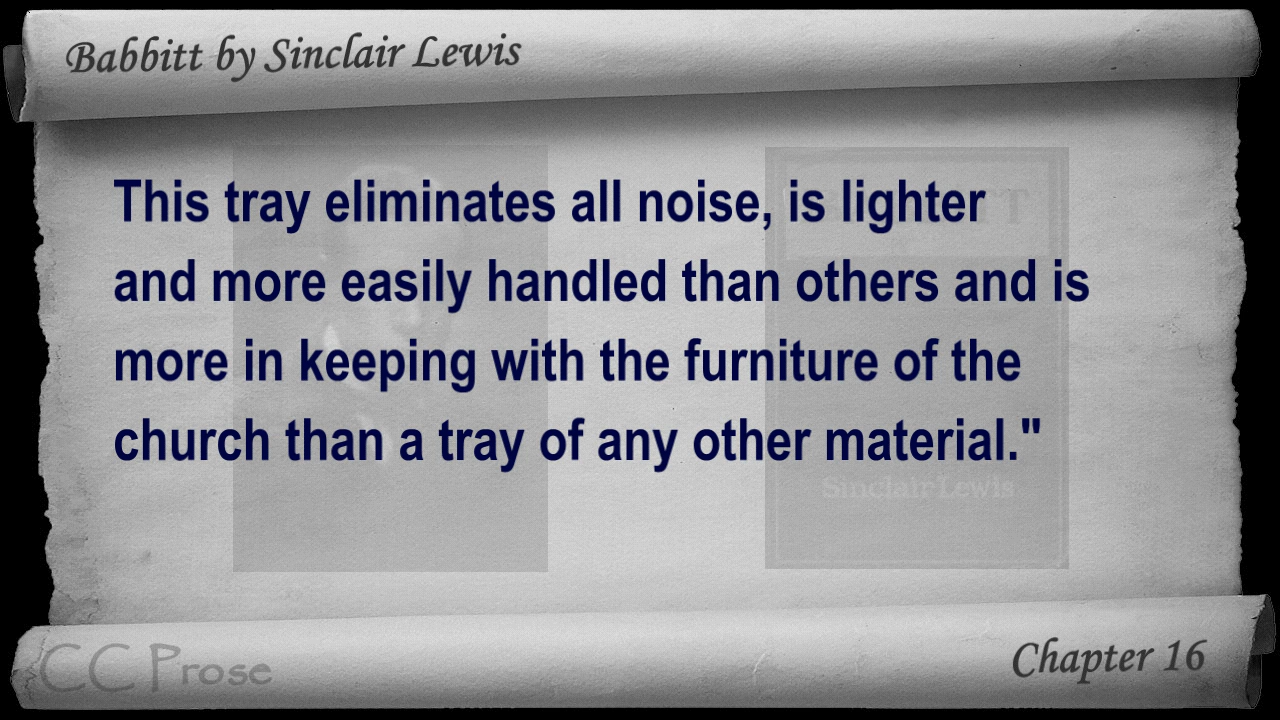 Babbitt by Sinclair Lewis
This tray eliminates all noise, is lighter
and more easily handled than others and is
more in keeping with the furniture of the
church than a tray of any other material."
Sinclair Lewis
CC Prose
Chapter 16